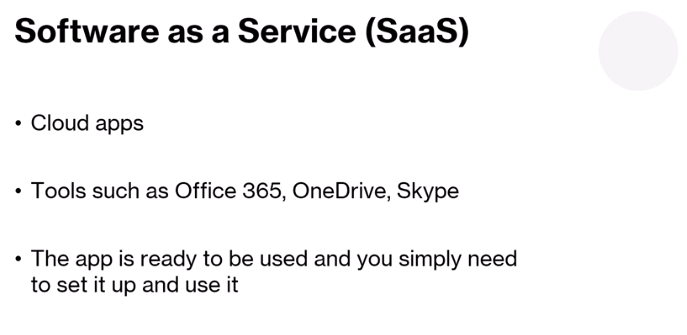 Software as a Service (SaaS)
• Cloud apps
• Tools such as Office 365, OneDrive, Skype
• The app is ready to be used and you simply need
to set it up and use it